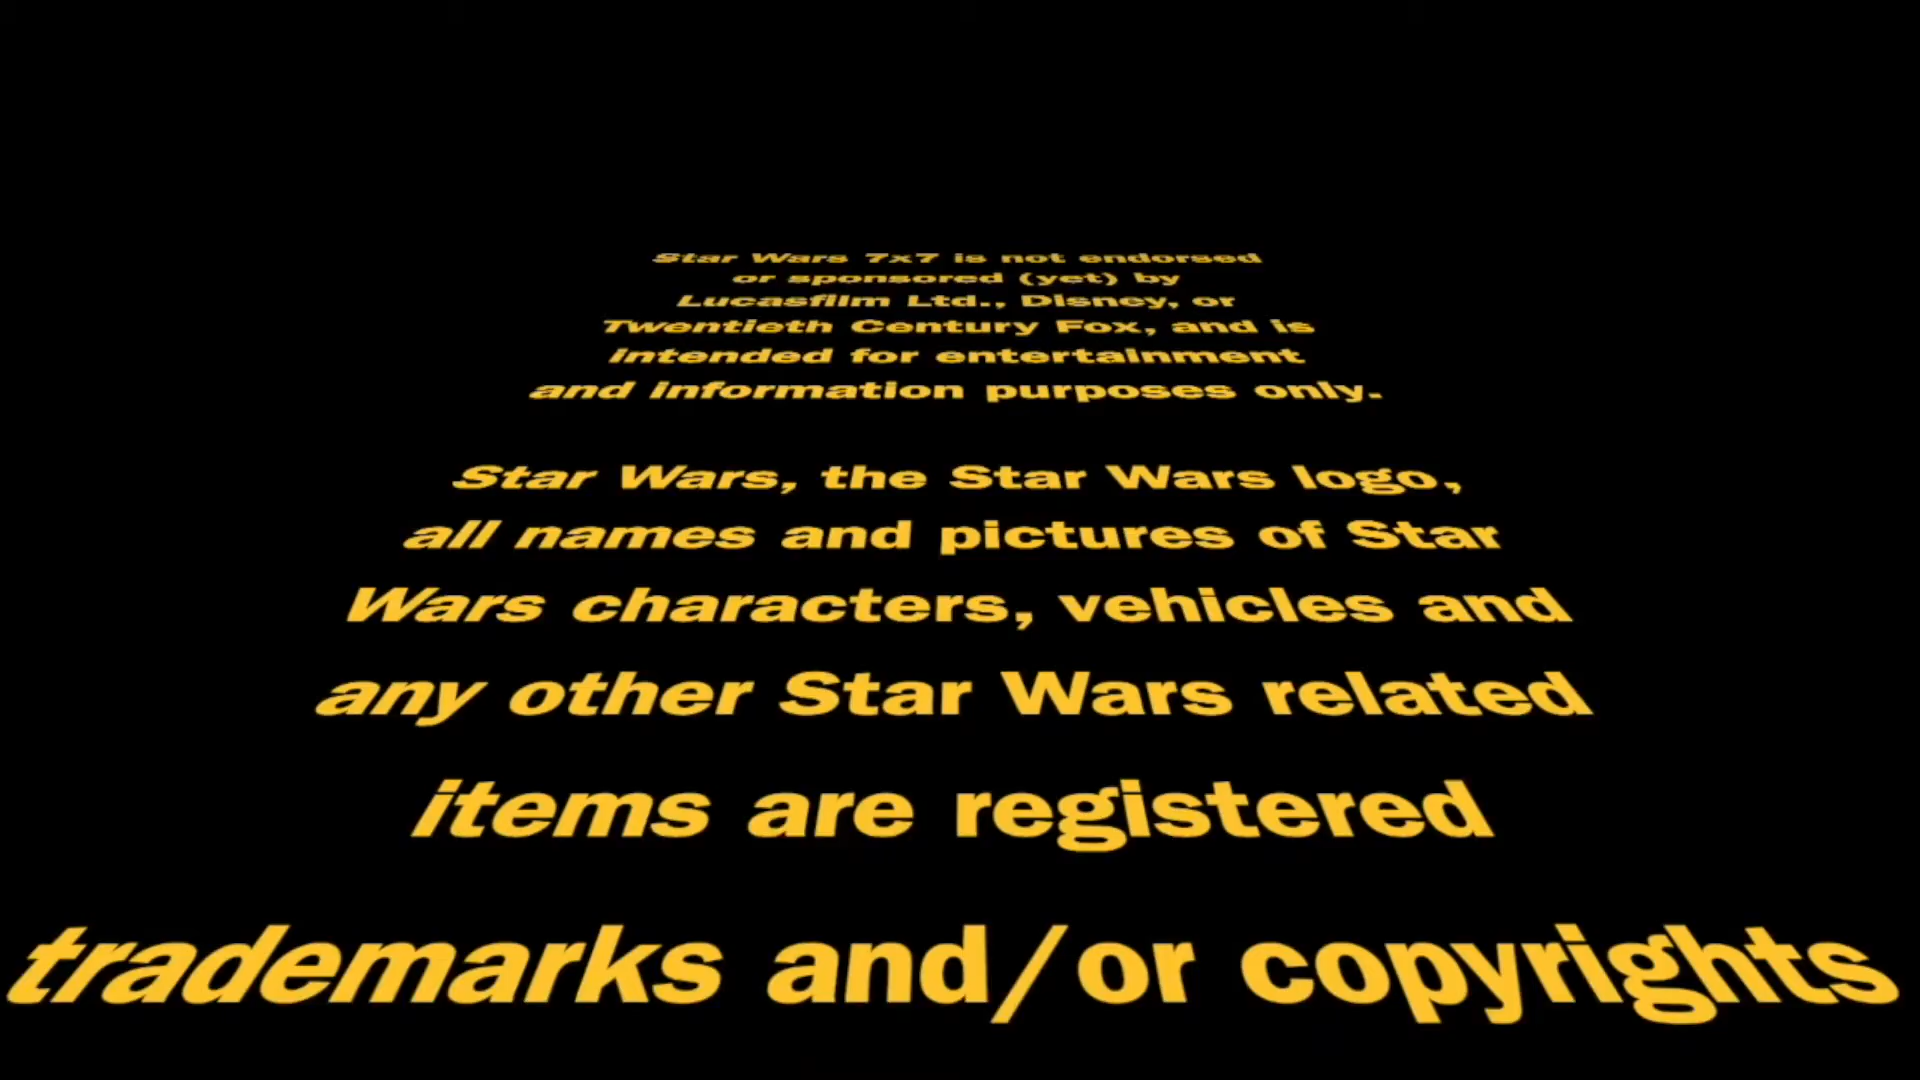 Star Wars 7x7 is not endorsed
or sponsored (yet) by
Lucasfilm Ltd., Disney, or
Twentieth Century Fox, and is
intended for entertainment
and information purposes only.
Star Wars, the Star Wars logo,
all names and pictures of Star
Wars characters, vehicles and
any other Star Wars related
items are registered
trademarks and/or copyrights